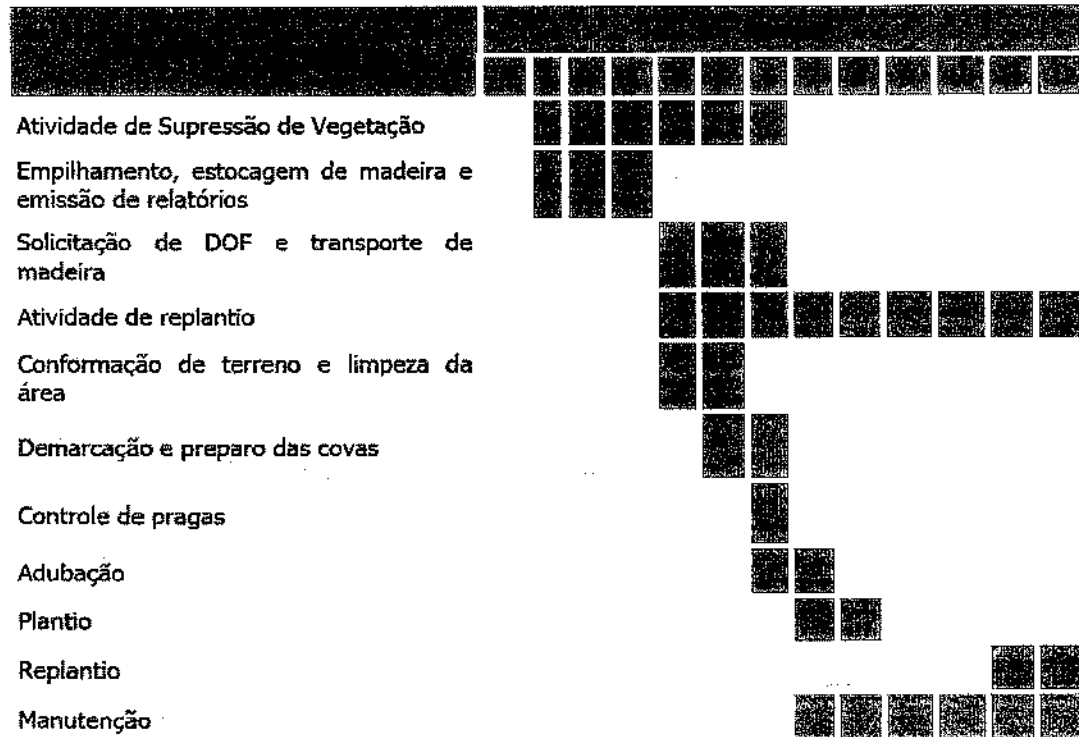 Atividade de Supressão de Vegetação
Empilhamento, estocagem de madeira e
emissão de relatórios
Solicitação de DOF e transporte de
madeira
Atividade de replantio
Conformação de terreno e limpeza da
área
Demarcação e preparo das covas
Controle de pragas
Adubação
Plantio
Replantio
Manutenção